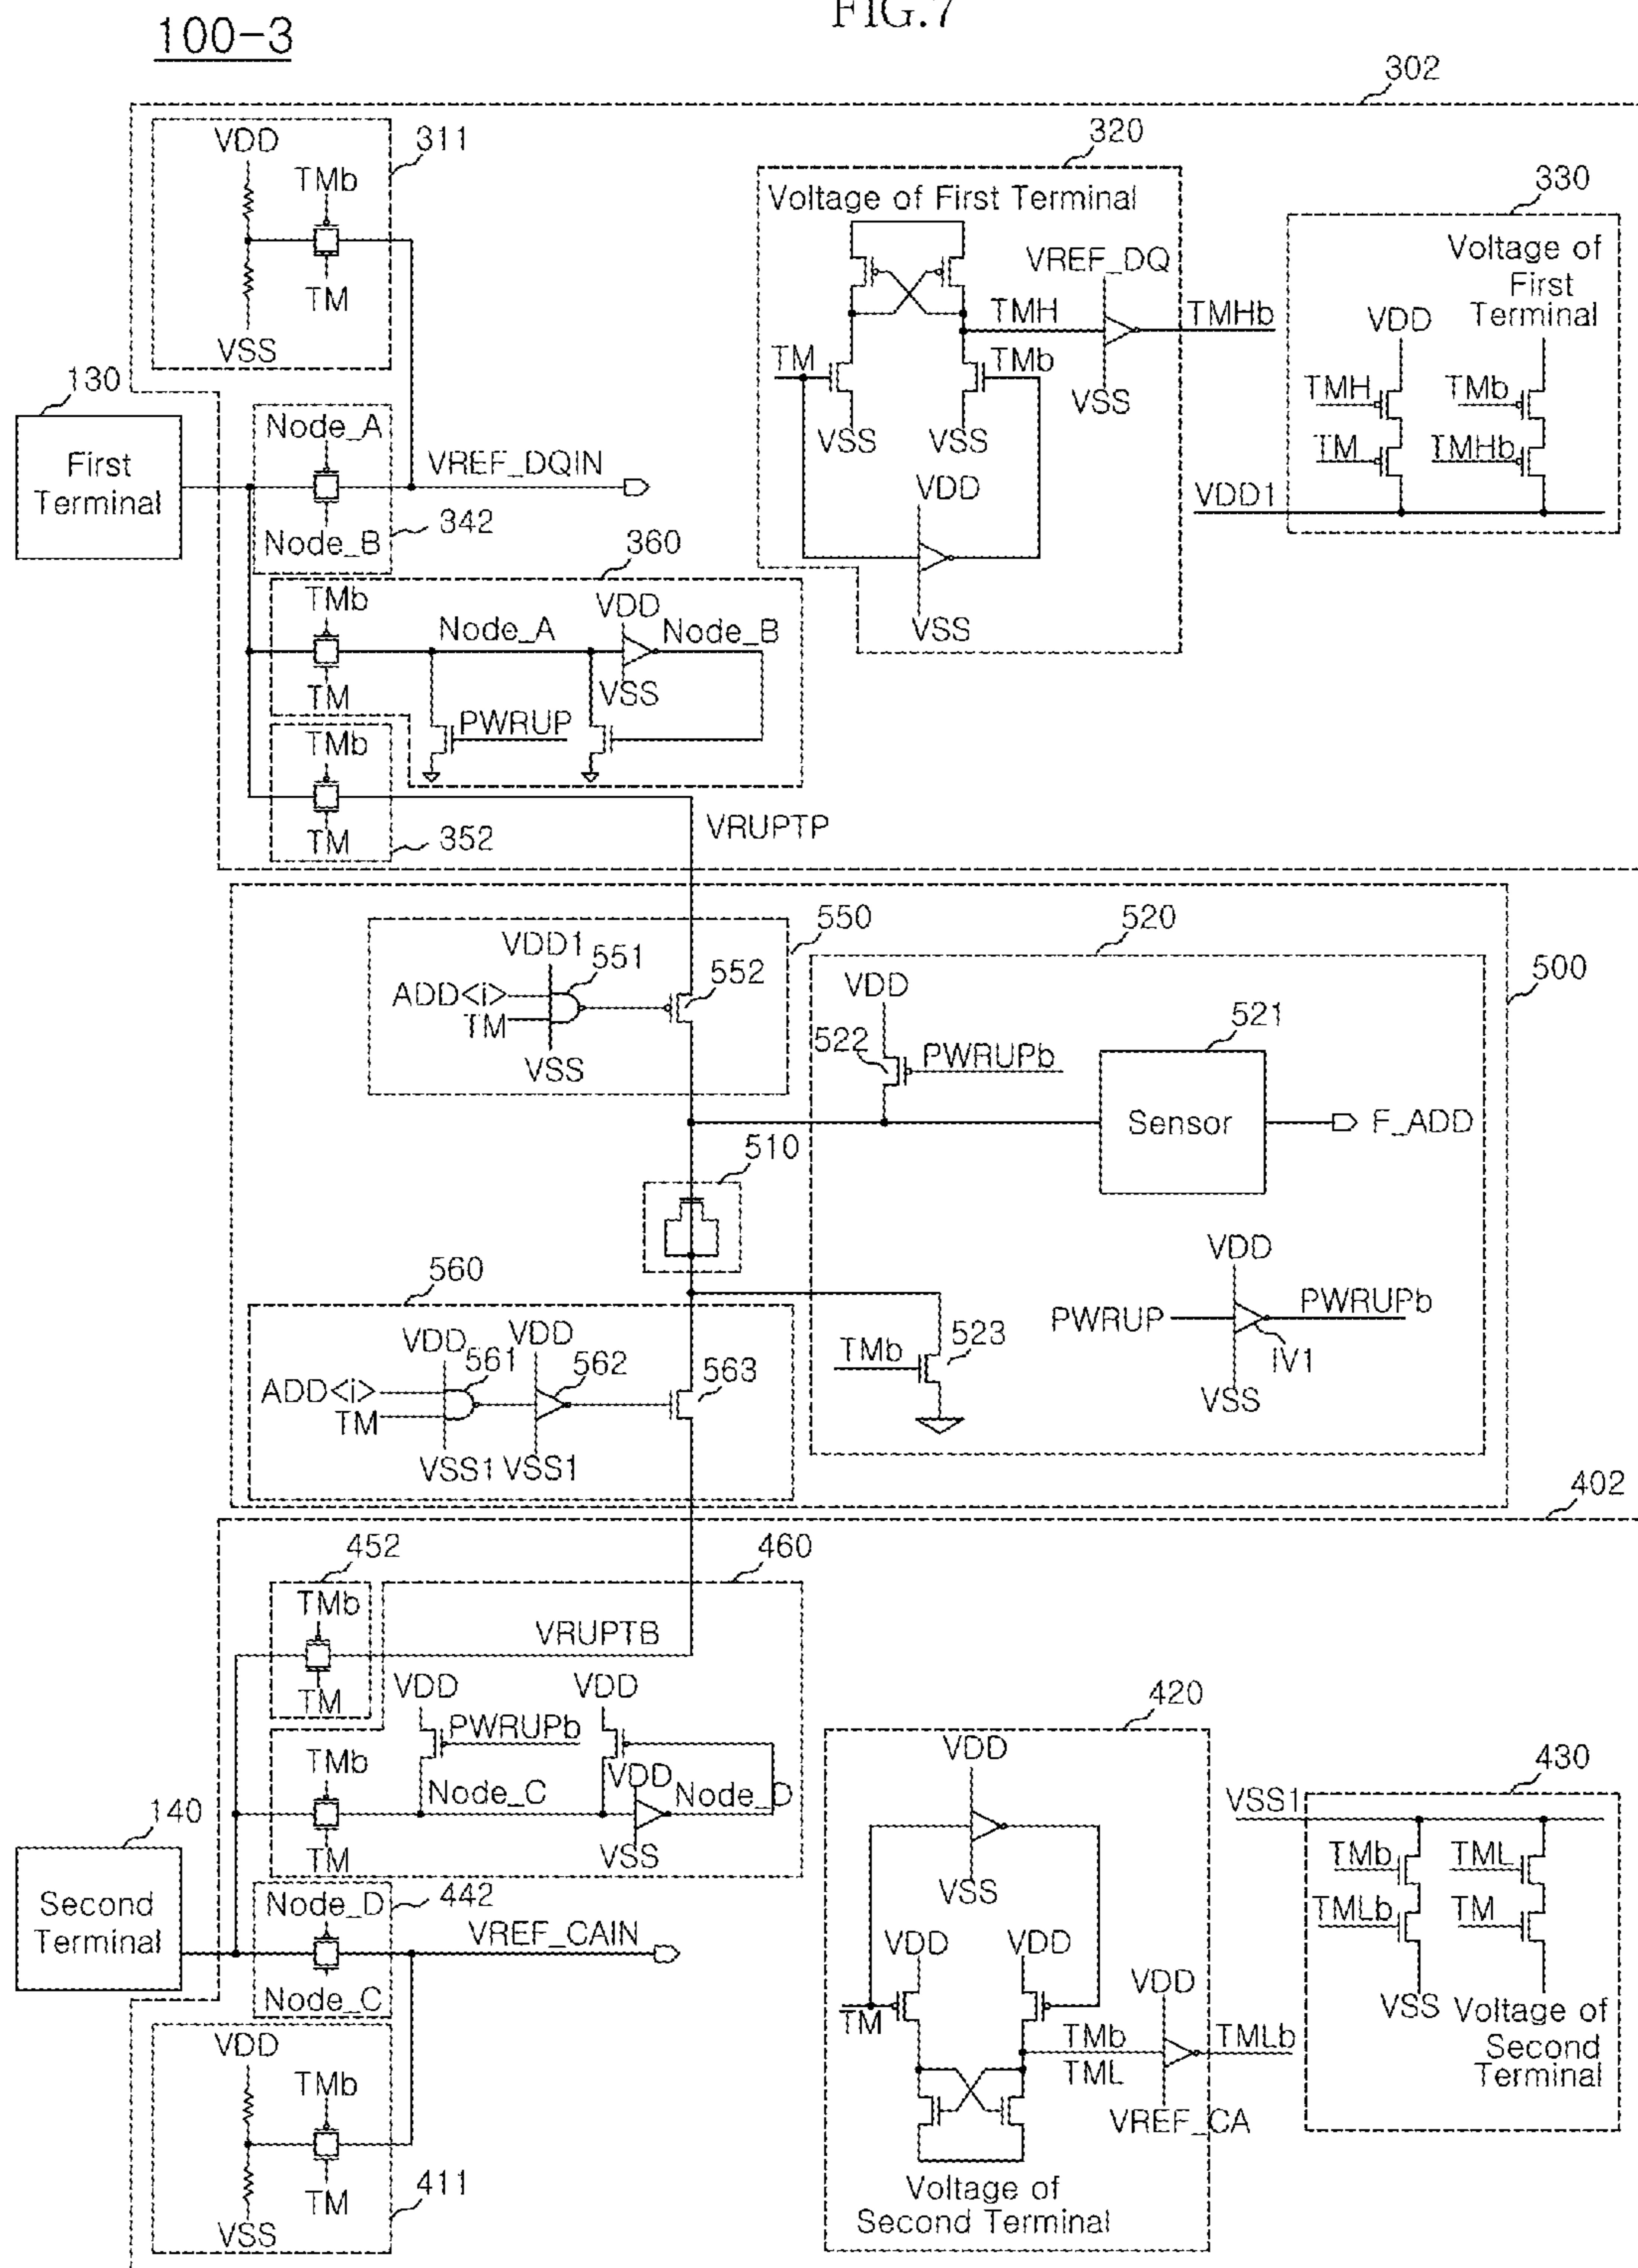 FIG.7
100-3
302
VDD
311
TMb
TM
VSS
320
Voltage of First Terminal
VREF_DQ
TMH
TMHb
TM
TMb
VSS
VSS
VSS
VDD
VSS
330
Voltage of
First
Terminal
VDD
TMH
TMb
TM
TMHb
VDD1
130
First
Terminal
Node_A
VREF_DQIN
Node_B
342
360
TMb
Node_A
VDD
Node_B
TM
VSS
PWRUP
TMb
TM
352
VRUPTP
550
VDD1
551
ADD<i>
TM
552
VSS
520
500
VDD
522
PWRUPb
521
Sensor
F_ADD
510
560
VDD
VDD
561
562
563
ADD<i>
TM
VSS1
VSS1
TMb
523
VDD
PWRUP
PWRUPb
IV1
VSS
402
452
TMb
TM
460
VRUPTB
VDD
VDD
PWRUPb
TMb
Node_C
VDD
Node_D
TM
VSS
140
Second
Terminal
Node_D
442
VREF_CAIN
Node_C
VDD
TMb
TM
VSS
411
420
VDD
VSS
VDD
VDD
TM
TMb
TML
VDD
TMLb
VREF_CA
Voltage of
Second Terminal
430
VSS1
TMb
TML
TMLb
TM
VSS
Voltage of
Second
Terminal